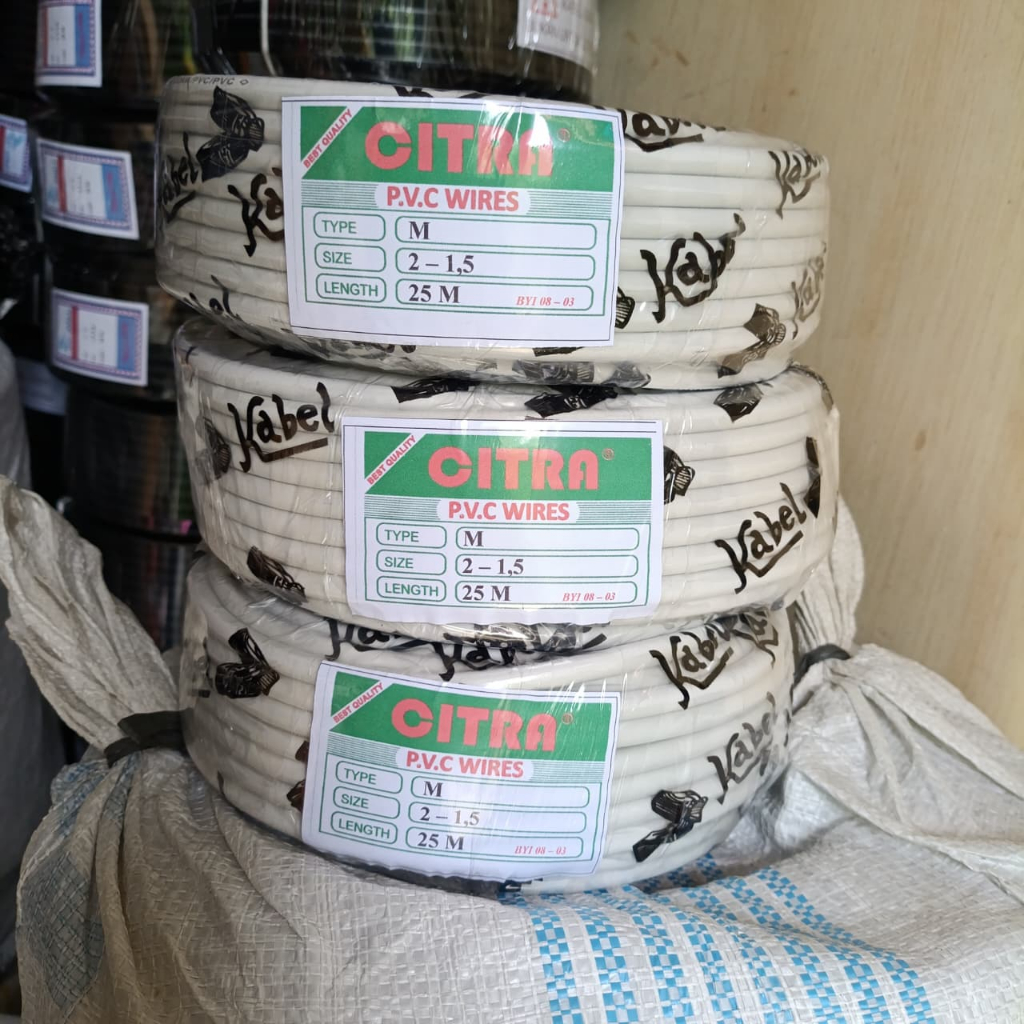 PVC/PVC
BEST QUALITY
CITRA
P.V.C WIRES
TYPE M
SIZE 2 – 1,5
LENGTH 25 M BYI 08 – 03
Kabel
Kabel
Kabel
BEST QUALITY
CITRA
P.V.C WIRES
TYPE M
SIZE 2 – 1,5
LENGTH 25 M BYI 08 – 03
Kabel
Kabel
Kabel
BEST QUALITY
CITRA
P.V.C WIRES
TYPE M
SIZE 2 – 1,5
LENGTH 25 M BYI 08 – 03